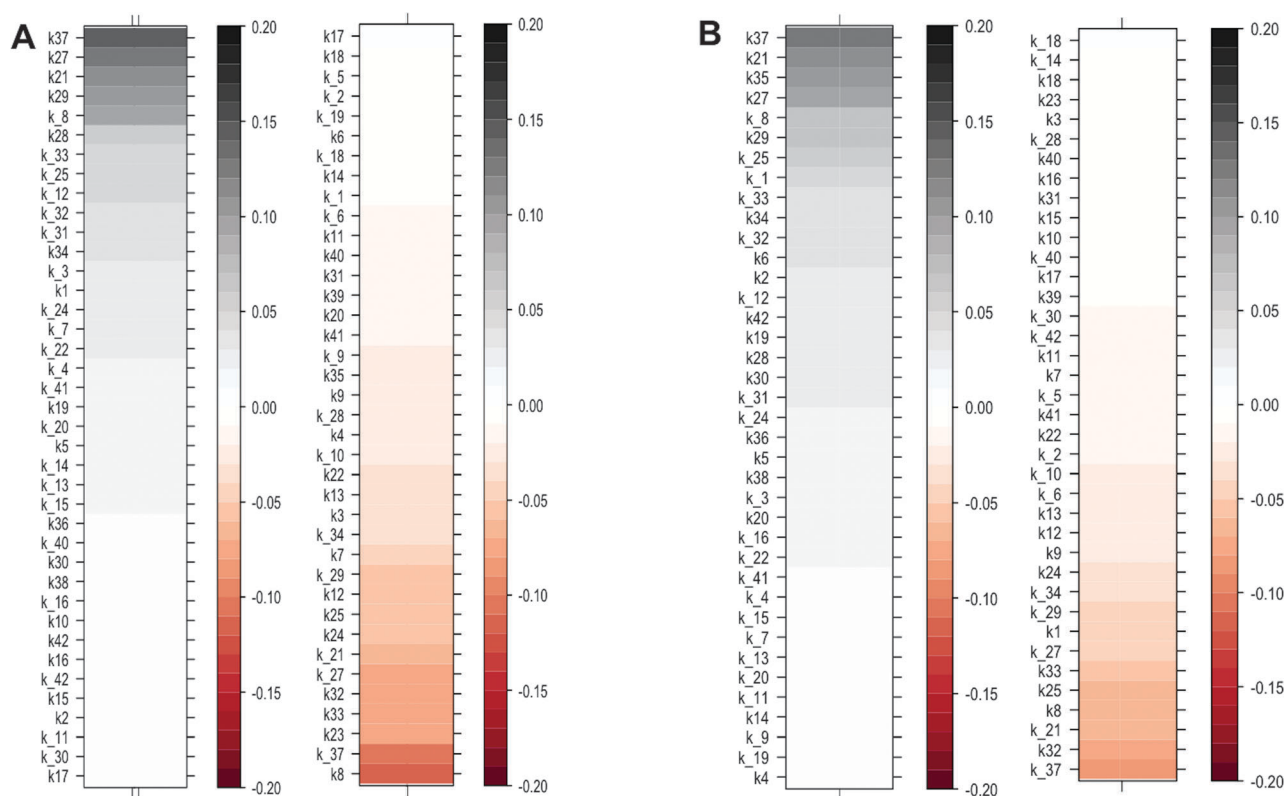 A
k37
k27
k21
k29
k_8
k28
k_33
k_25
k_12
k_32
k_31
k34
k_3
k1
k_24
k_7
k_22
k_4
k_41
k19
k_20
k5
k_14
k_13
k_15
k36
k_40
k30
k38
k_16
k10
k42
k16
k_42
k15
k2
k_11
k_30
k17
0.20
0.15
0.10
0.05
0.00
-0.05
-0.10
-0.15
-0.20
k17
k18
k_5
k_2
k_19
k6
k_18
k14
k_1
k_6
k11
k40
k31
k39
k20
k41
k_9
k35
k9
k_28
k4
k_10
k22
k13
k3
k_34
k7
k_29
k12
k25
k24
k_21
k_27
k32
k33
k23
k_37
k8
0.20
0.15
0.10
0.05
0.00
-0.05
-0.10
-0.15
-0.20
B
k37
k21
k35
k27
k_8
k29
k_25
k_1
k_33
k34
k_32
k6
k2
k_12
k42
k19
k28
k30
k_31
k_24
k36
k5
k38
k_3
k20
k_16
k_22
k_41
k_4
k_15
k_7
k_13
k_20
k_11
k14
k_9
k_19
k4
0.20
0.15
0.10
0.05
0.00
-0.05
-0.10
-0.15
-0.20
k_18
k_14
k18
k23
k3
k_28
k40
k16
k31
k15
k10
k_40
k17
k39
k_30
k_42
k11
k7
k_5
k41
k22
k_2
k_10
k_6
k13
k12
k9
k24
k_34
k_29
k1
k_27
k33
k25
k8
k_21
k32
k_37
0.20
0.15
0.10
0.05
0.00
-0.05
-0.10
-0.15
-0.20